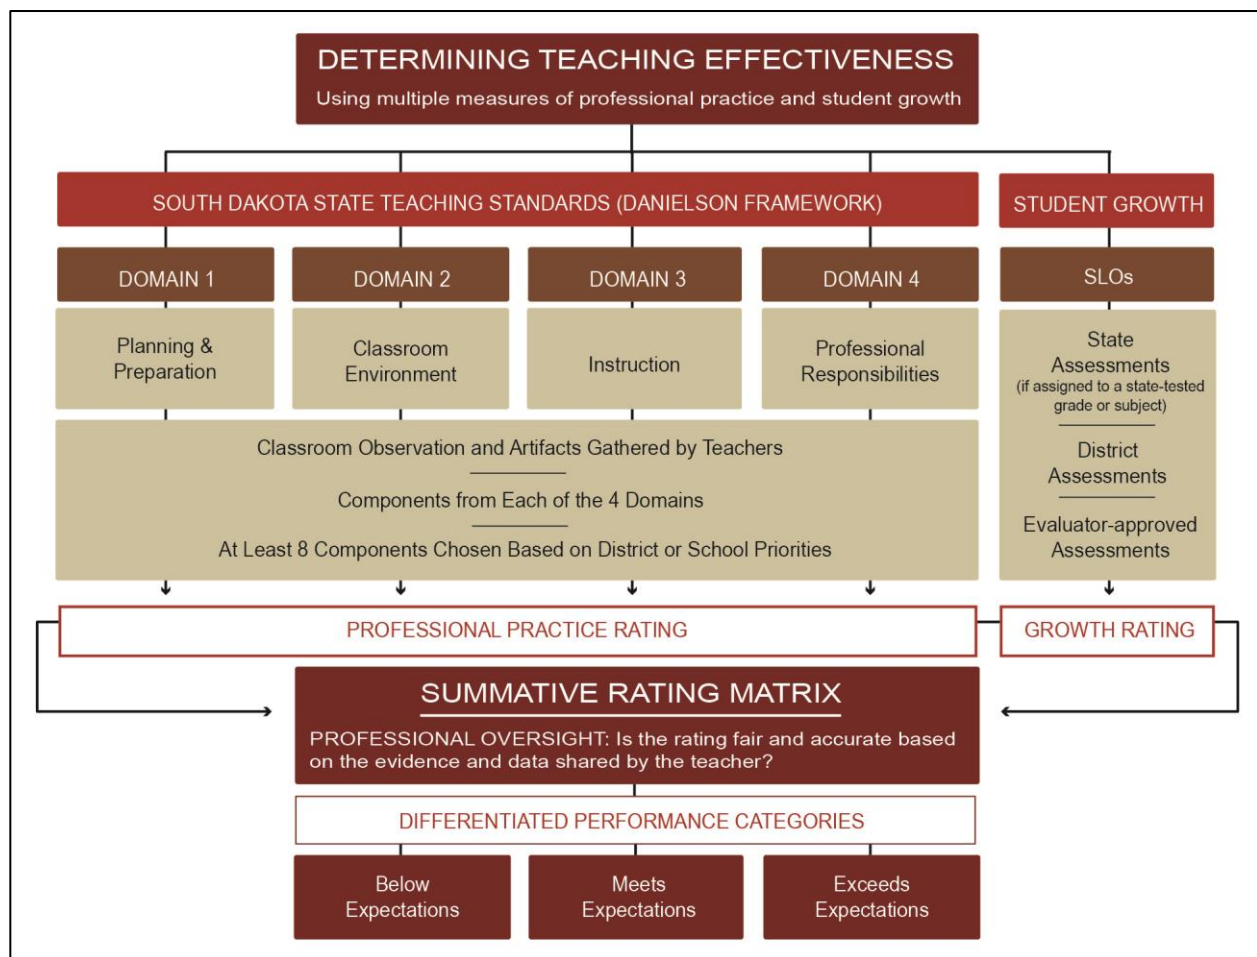 DETERMINING TEACHING EFFECTIVENESS
Using multiple measures of professional practice and student growth
SOUTH DAKOTA STATE TEACHING STANDARDS (DANIELSON FRAMEWORK)
STUDENT GROWTH
DOMAIN 1
DOMAIN 2
DOMAIN 3
DOMAIN 4
SLOs
Planning &
Preparation
Classroom
Environment
Instruction
Professional
Responsibilities
State
Assessments
(if assigned to a state-tested
grade or subject)
District
Assessments
Evaluator-approved
Assessments
Classroom Observation and Artifacts Gathered by Teachers
Components from Each of the 4 Domains
At Least 8 Components Chosen Based on District or School Priorities
PROFESSIONAL PRACTICE RATING
GROWTH RATING
SUMMATIVE RATING MATRIX
PROFESSIONAL OVERSIGHT: Is the rating fair and accurate based
on the evidence and data shared by the teacher?
DIFFERENTIATED PERFORMANCE CATEGORIES
Below
Expectations
Meets
Expectations
Exceeds
Expectations